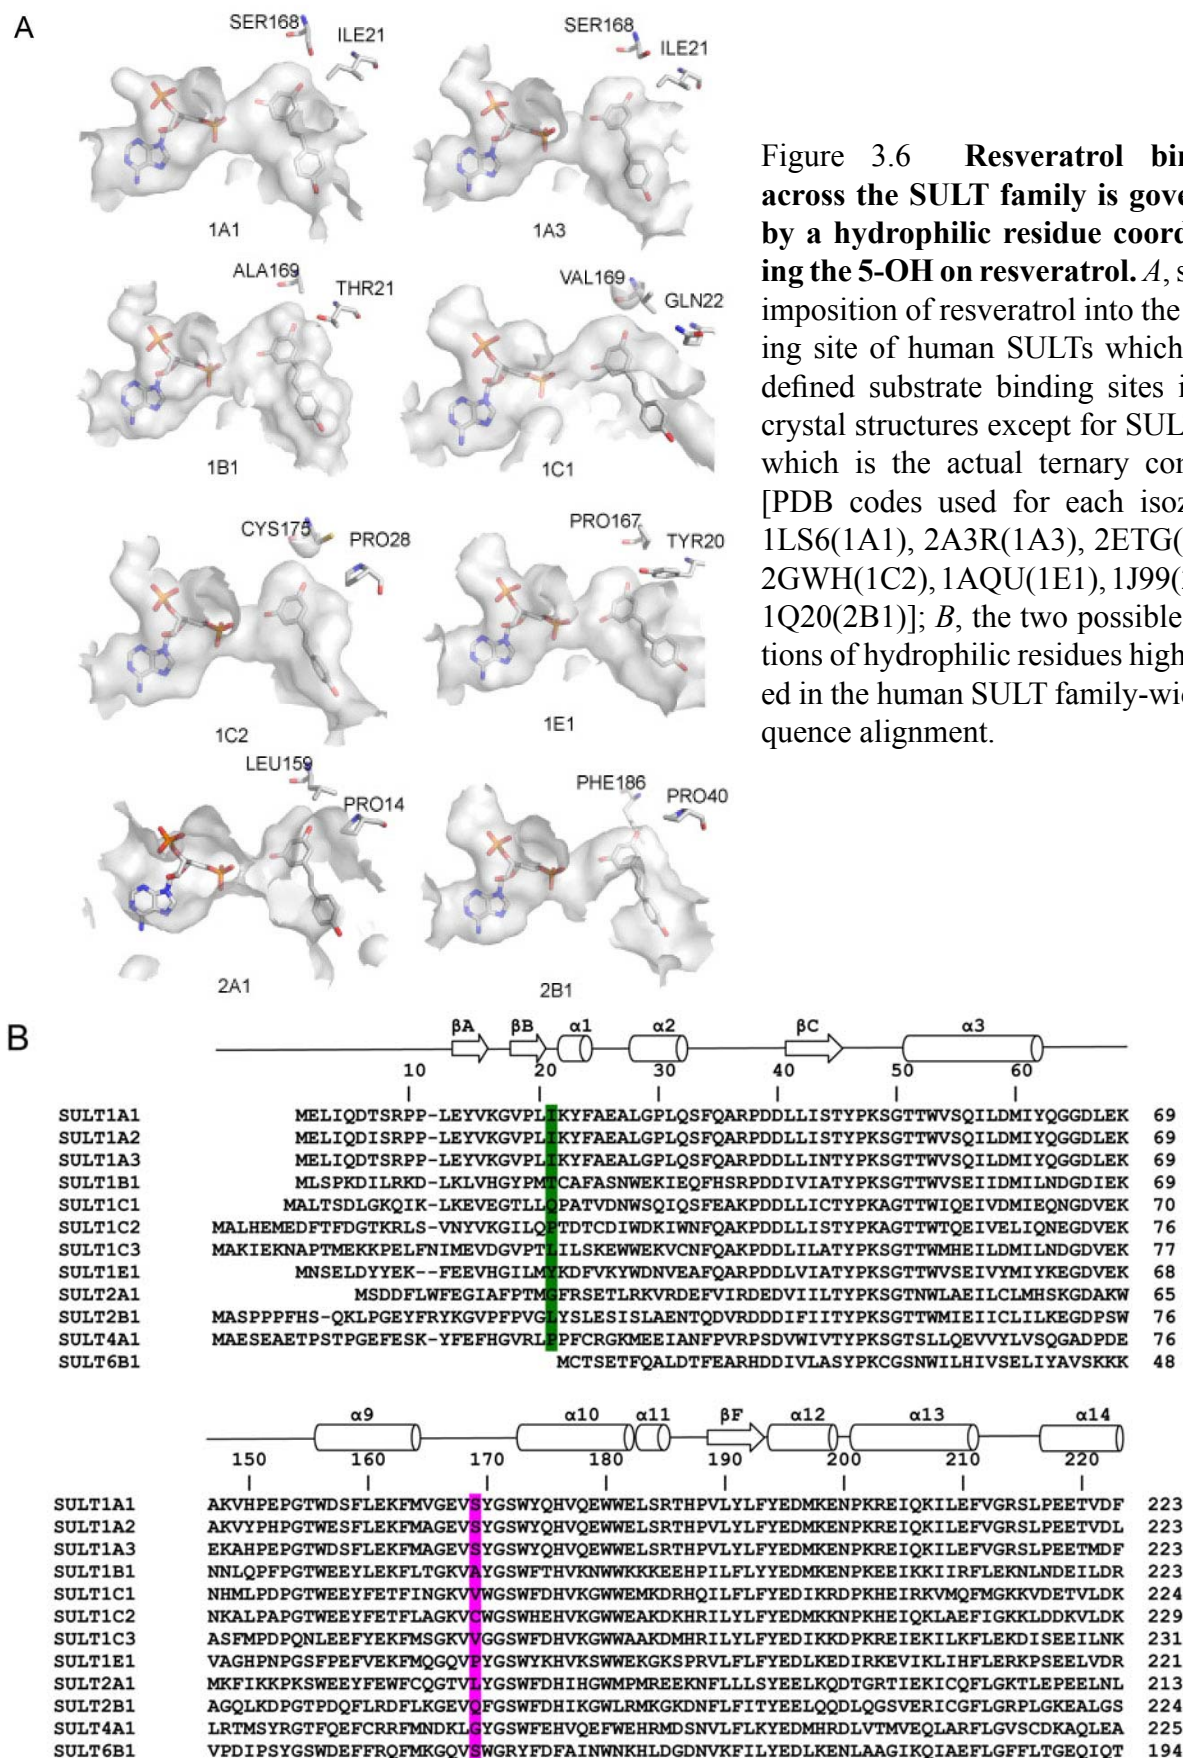 A
SER168
ILE21
SER168
ILE21
1A1
1A3
ALA169
THR21
VAL169
GLN22
1B1
1C1
CYS175
PRO28
PRO167
TYR20
1C2
1E1
LEU159
PRO14
PHE186
PRO40
2A1
2B1
Figure 3.6 Resveratrol bin
across the SULT family is gove
by a hydrophilic residue coord
ing the 5-OH on resveratrol. A, s
imposition of resveratrol into the
ing site of human SULTs which
defined substrate binding sites i
crystal structures except for SUL
which is the actual ternary con
[PDB codes used for each isoz
1LS6(1A1), 2A3R(1A3), 2ETG(
2GWH(1C2), 1AQU(1E1), 1J99(
1Q20(2B1)]; B, the two possible
tions of hydrophilic residues high
ed in the human SULT family-wi
quence alignment.
B
βA βB α1 α2 βC α3
10 20 30 40 50 60
SULT1A1 MELIQDTSRPP-LEYVKGVPLIKYFAEALGPLQSFQARPDDLLISTYPKSGTTWVSQILDMIYQGGDLEK 69
SULT1A2 MELIQDISRPP-LEYVKGVPLIKYFAEALGPLQSFQARPDDLLISTYPKSGTTWVSQILDMIYQGGDLEK 69
SULT1A3 MELIQDTSRPP-LEYVKGVPLIKYFAEALGPLQSFQARPDDLLINTYPKSGTTWVSQILDMIYQGGDLEK 69
SULT1B1 MLSPKDILRKD-LKLVHGYPMTCAFASNWEKIEQFHSRPDDIVIATYPKSGTTWVSEIIDMILNDGDIEK 69
SULT1C1 MALTSDLGKQIK-LKEVEGTLLQPATVDNWSQIQSFEAKPDDLLICTYPKAGTTWIQEIVDMIEQNGDVEK 70
SULT1C2 MALHEMEDFTFDGTKRLS-VNYVKGILQPTDTCDIWDKIWNFQAKPDDLLISTYPKAGTTWTQEIVELIQNEGDVEK 76
SULT1C3 MAKIEKNAPTMEKKPELFNIMEVDGVPTLILSKEWWEKVCNFQAKPDDLILATYPKSGTTWMHEILDMILNDGDVEK 77
SULT1E1 MNSELDYYEK--FEEVHGILMYKDFVKYWDNVEAFQARPDDLVIATYPKSGTTWVSEIVYMIYKEGDVEK 68
SULT2A1 MSDDFLWFEGIAFPTMGFRSETLRKVRDEFVIRDEDVIILTYPKSGTNWLAEILCLMHSKGDAKW 65
SULT2B1 MASPPPFHS-QKLPGEYFRYKGVPFPVGLYSLESISLAENTQDVRDDDIFIITYPKSGTTWMIEIICLILKEGDPSW 76
SULT4A1 MAESEAETPSTPGEFESK-YFEFHGVRLPPFCRGKMEEIANFPVRPSDVWIVTYPKSGTSLLQEVVYLVSQGADPDE 76
SULT6B1 MCTSETFQALDTFEARHDDIVLASYPKCGSNWILHIVSELIYAVSKKK 48
α9 α10 α11 βF α12 α13 α14
150 160 170 180 190 200 210 220
SULT1A1 AKVHPEPGTWDSFLEKFMVGEVSYGSWYQHVQEWWELSRTHPVLYLFYEDMKENPKREIQKILEFVGRSLPEETVDF 223
SULT1A2 AKVYPHPGTWESFLEKFMAGEVSYGSWYQHVQEWWELSRTHPVLYLFYEDMKENPKREIQKILEFVGRSLPEETVDL 223
SULT1A3 EKAHPEPGTWDSFLEKFMAGEVSYGSWYQHVQEWWELSRTHPVLYLFYEDMKENPKREIQKILEFVGRSLPEETMDF 223
SULT1B1 NNLQPFPGTWEEYLEKFLTGKVAYGSWFTHVKNWWKKKEEHPILFLYYEDMKENPKEEIKKIIRFLEKNLNDEILDR 223
SULT1C1 NHMLPDPGTWEEYFETFINGKVVWGSWFDHVKGWWEMKDRHQILFLFYEDIKRDPKHEIRKVMQFMGKKVDETVLDK 224
SULT1C2 NKALPAPGTWEEYFETFLAGKVCWGSWHEHVKGWWEAKDKHRILYLFYEDMKKNPKHEIQKLAEFIGKKLDDKVLDK 229
SULT1C3 ASFMPDPQNLEEFYEKFMSGKVVGGSWFDHVKGWWAAKDMHRILYLFYEDIKKDPKREIEKILKFLEKDISEEILNK 231
SULT1E1 VAGHPNPGSFPEFVEKFMQGQVPYGSWYKHVKSWWEKGKSPRVLFLFYEDLKEDIRKEVIKLIHFLERKPSEELVDR 221
SULT2A1 MKFIKKPKSWEEYFEWFCQGTVLYGSWFDHIHGWMPMREEKNFLLLSYEELKQDTGRTIEKICQFLGKTLEPEELNL 213
SULT2B1 AGQLKDPGTPDQFLRDFLKGEVQFGSWFDHIKGWLRMKGKDNFLFITYEELQQDLQGSVERICGFLGRPLGKEALGS 224
SULT4A1 LRTMSYRGTFQEFCRRFMNDKLGYGSWFEHVQEFWEHRMDSNVLFLKYEDMHRDLVTMVEQLARFLGVSCDKAQLEA 225
SULT6B1 VPDIPSYGSWDEFFRQFMKGQVSWGRYFDFAINWNKHLDGDNVKFILYEDLKENLAAGIKQIAEFLGFFLTGEQIQT 194